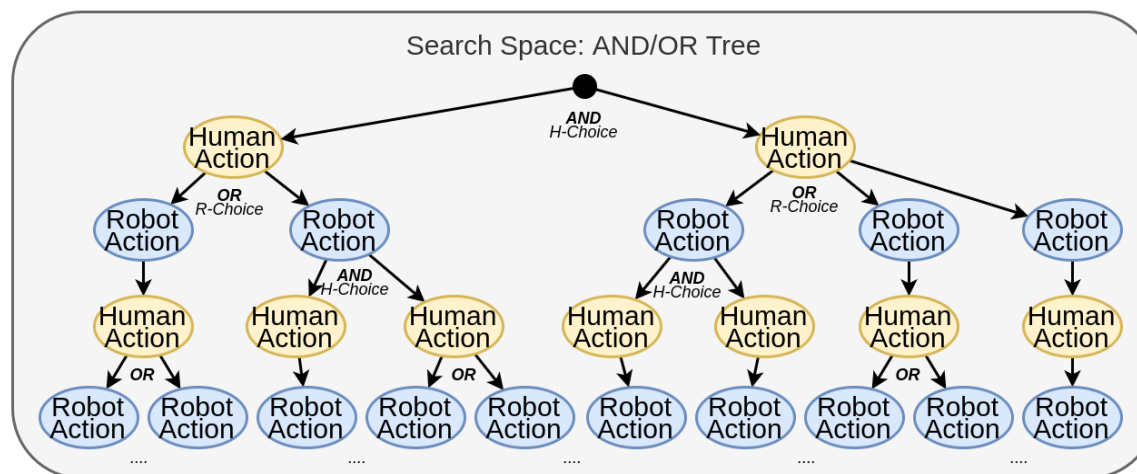 Search Space: AND/OR Tree
AND
H-Choice
Human
Action
Human
Action
OR
R-Choice
OR
R-Choice
Robot
Action
Robot
Action
Robot
Action
Robot
Action
Robot
Action
AND
H-Choice
AND
H-Choice
Human
Action
Human
Action
Human
Action
Human
Action
Human
Action
Human
Action
Human
Action
OR
OR
OR
Robot
Action
Robot
Action
Robot
Action
Robot
Action
Robot
Action
Robot
Action
Robot
Action
Robot
Action
Robot
Action
Robot
Action
....
....
....
....
....